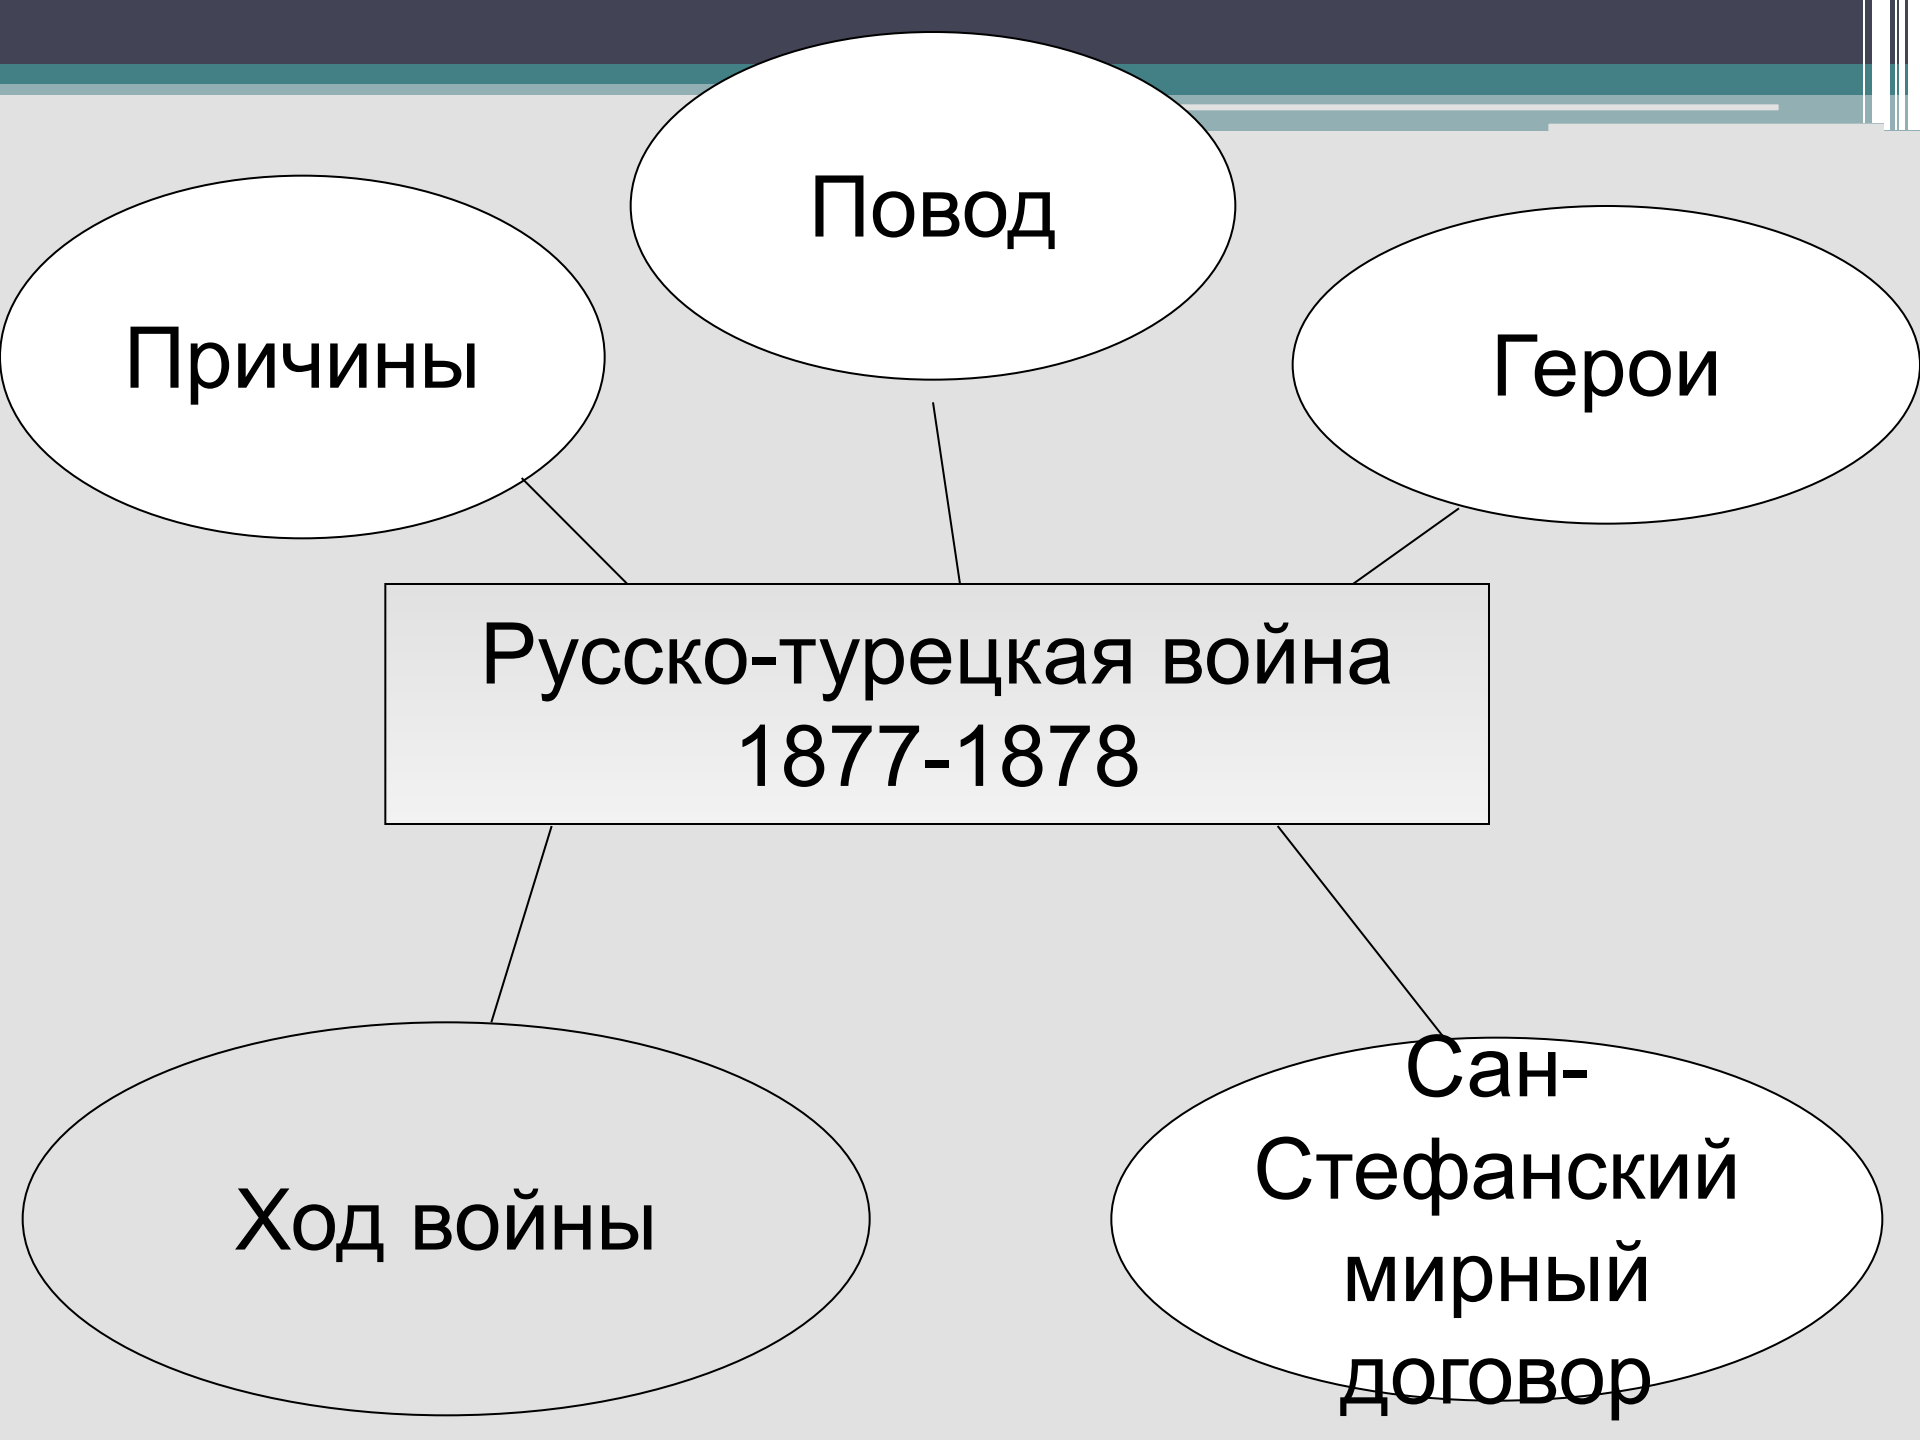 Повод
Причины
Герои
Русско-турецкая война
1877-1878
Ход войны
Сан-
Стефанский
мирный
договор